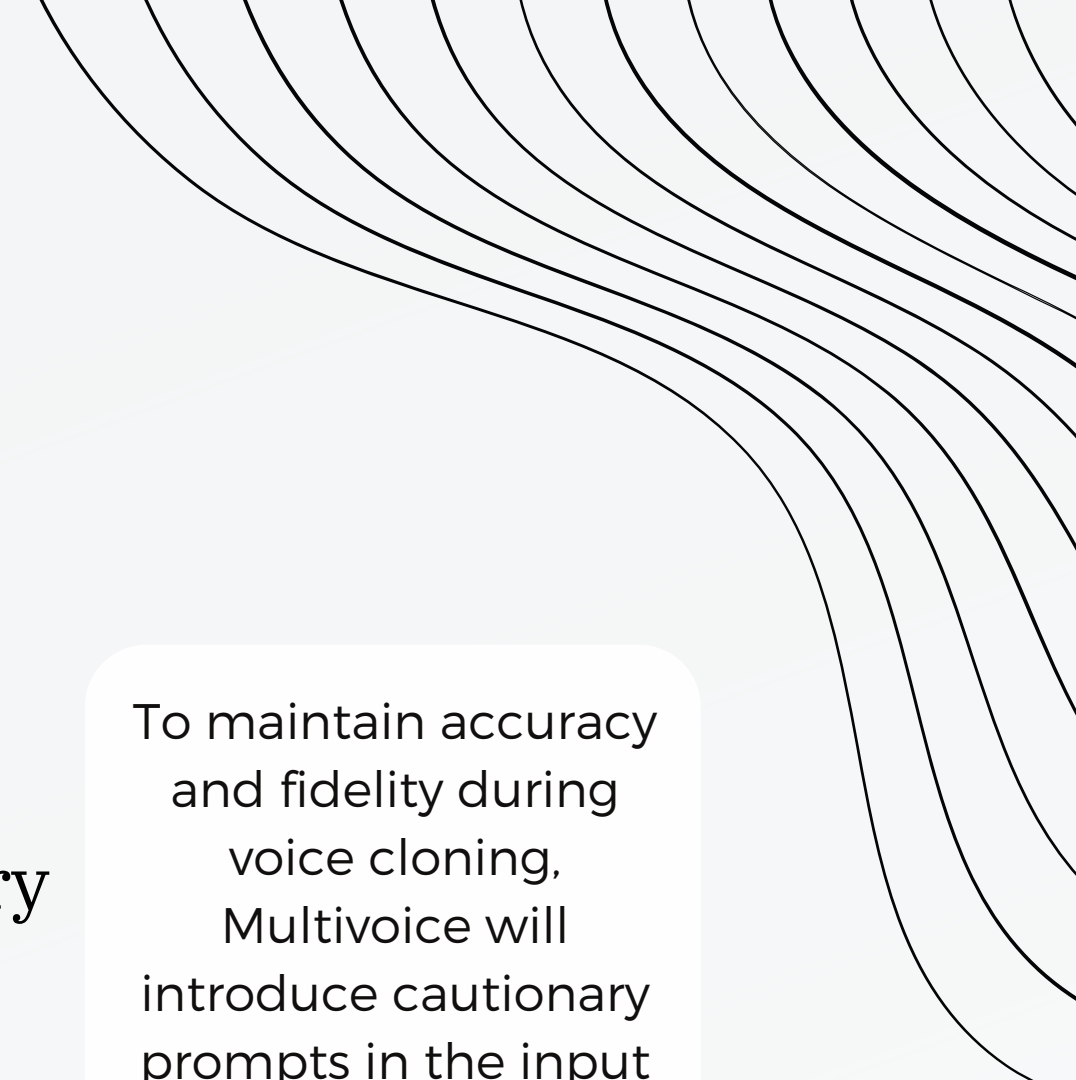 To maintain accuracy
and fidelity during
voice cloning,
Multivoice will
introduce cautionary
prompts in the input